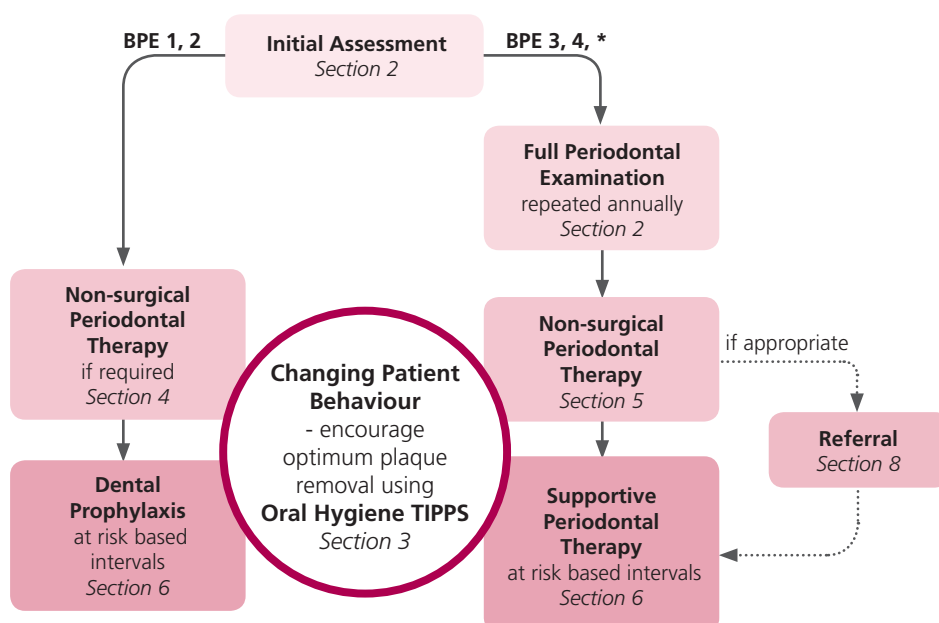 BPE 1, 2
Initial Assessment
Section 2
BPE 3, 4, *
Full Periodontal
Examination
repeated annually
Section 2
Non-surgical
Periodontal
Therapy
if required
Section 4
Changing Patient
Behaviour
- encourage
optimum plaque
removal using
Oral Hygiene TIPPS
Section 3
Non-surgical
Periodontal
Therapy
Section 5
if appropriate
Referral
Section 8
Dental
Prophylaxis
at risk based
intervals
Section 6
Supportive
Periodontal
Therapy
at risk based intervals
Section 6